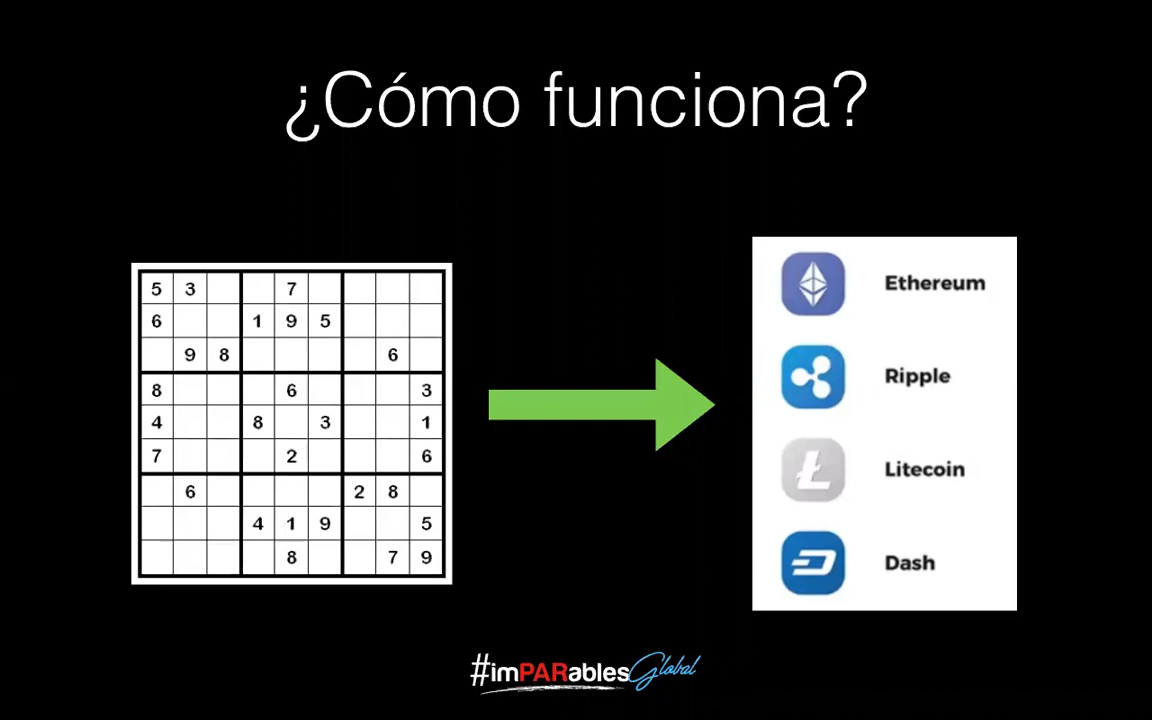 ¿Cómo funciona?
5 3 7
6 1 9 5
9 8 6
8 6 3
4 8 3 1
7 2 6
6 2 8
4 1 9 5
8 7 9
Ethereum
Ripple
Litecoin
Dash
#imPARablesGlobal